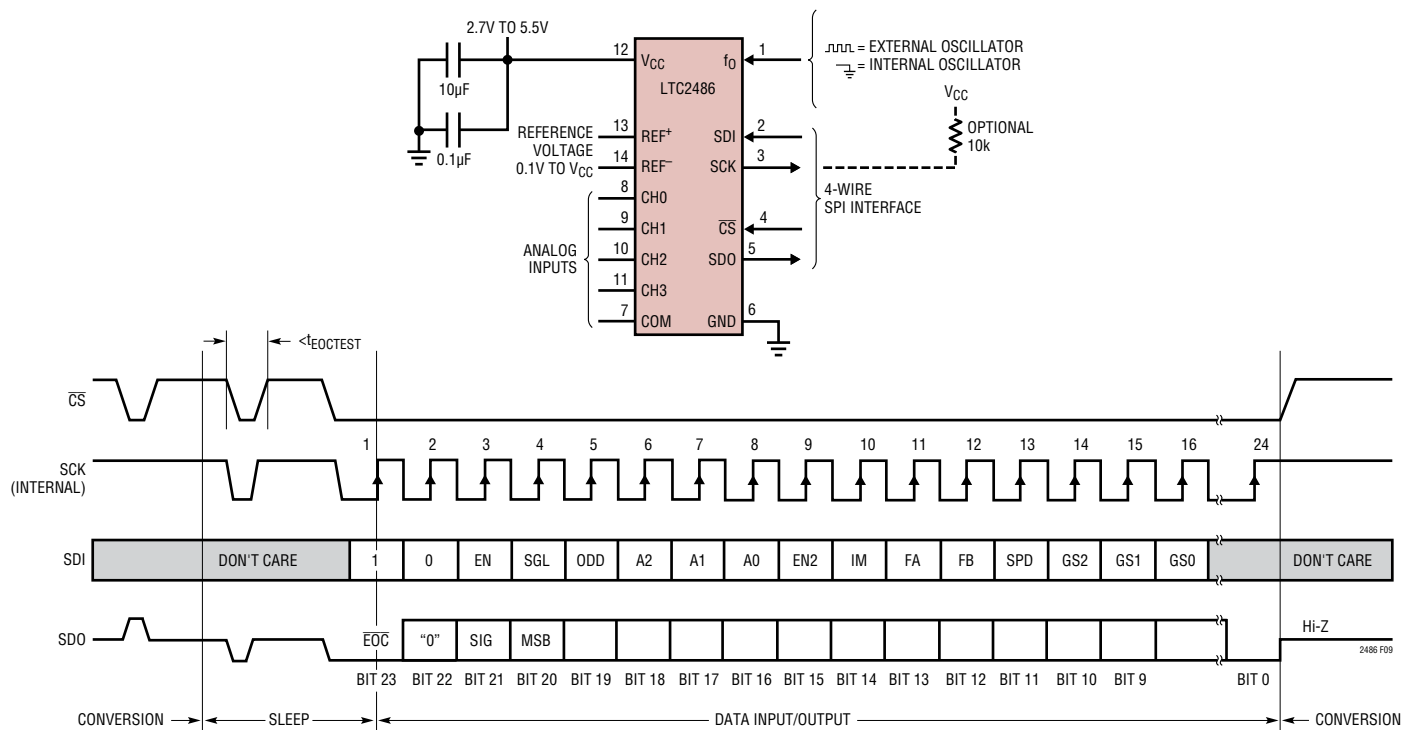 2.7V TO 5.5V
10µF
0.1µF
12
VCC
fO
1
LTC2486
= EXTERNAL OSCILLATOR
= INTERNAL OSCILLATOR
VCC
OPTIONAL
10k
REFERENCE
VOLTAGE
0.1V TO VCC
13
REF+
14
REF–
SDI
2
SCK
3
4-WIRE
SPI INTERFACE
ANALOG
INPUTS
8
CH0
9
CH1
10
CH2
11
CH3
7
COM
CS
4
SDO
5
GND
6
<tEOCTEST
CS
SCK
(INTERNAL)
1 2 3 4 5 6 7 8 9 10 11 12 13 14 15 16 24
SDI
DON'T CARE 1 0 EN SGL ODD A2 A1 A0 EN2 IM FA FB SPD GS2 GS1 GS0 DON'T CARE
SDO
EOC "0" SIG MSB Hi-Z
2486 F09
BIT 23 BIT 22 BIT 21 BIT 20 BIT 19 BIT 18 BIT 17 BIT 16 BIT 15 BIT 14 BIT 13 BIT 12 BIT 11 BIT 10 BIT 9 BIT 0
CONVERSION SLEEP DATA INPUT/OUTPUT CONVERSION